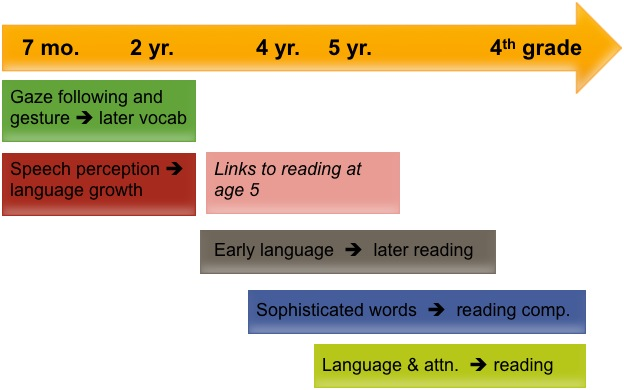 7 mo. 2 yr. 4 yr. 5 yr. 4th grade
Gaze following and
gesture ➔ later vocab
Speech perception ➔
language growth
Links to reading at
age 5
Early language ➔ later reading
Sophisticated words ➔ reading comp.
Language & attn. ➔ reading